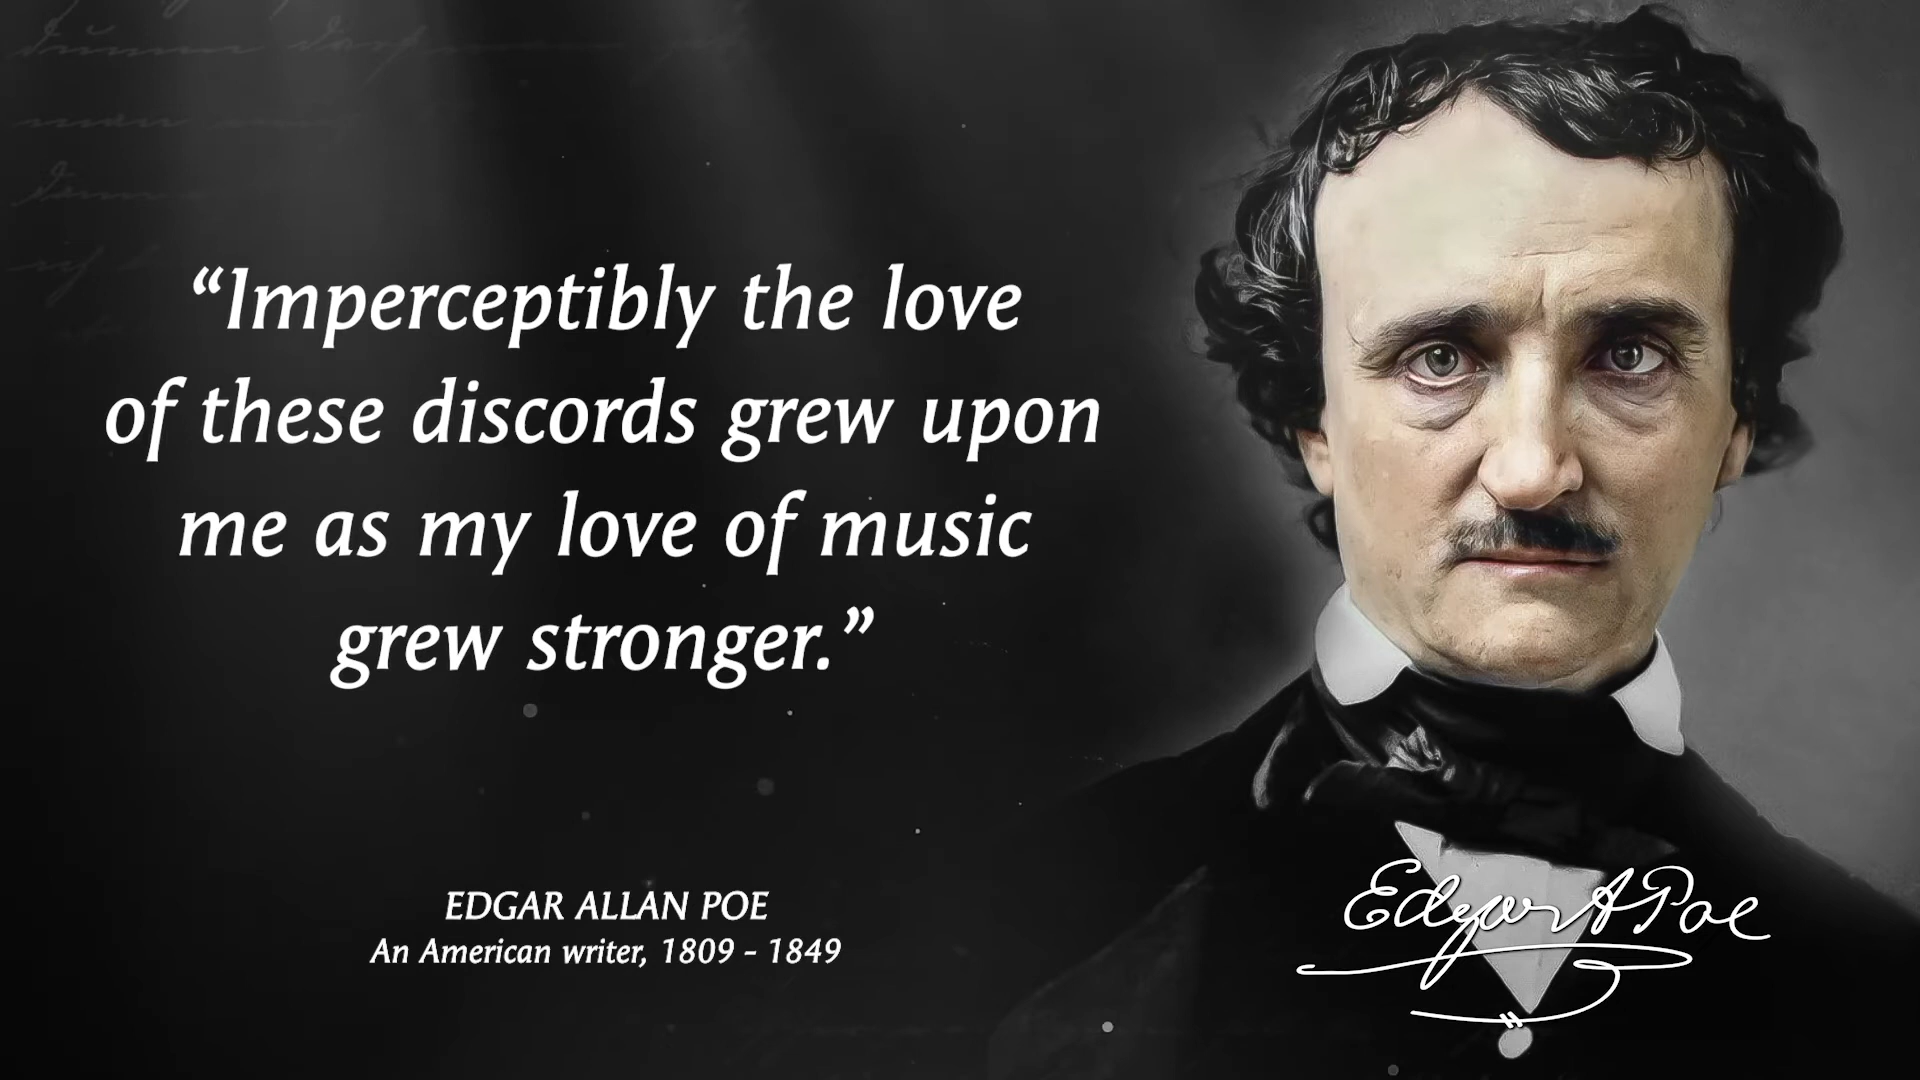 “Imperceptibly the love
of these discords grew upon
me as my love of music
grew stronger.”
EDGAR ALLAN POE
An American writer, 1809 - 1849
Edgar A Poe